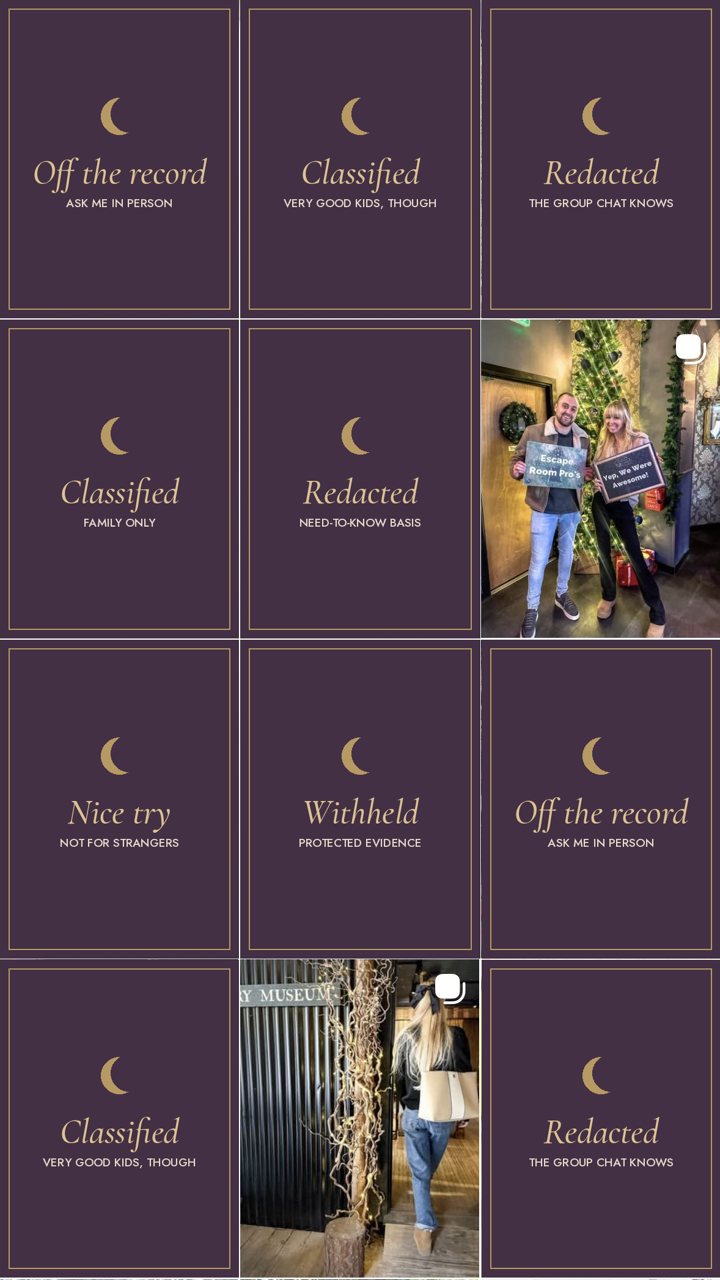 Off the record
ASK ME IN PERSON
Classified
VERY GOOD KIDS, THOUGH
Redacted
THE GROUP CHAT KNOWS
Classified
FAMILY ONLY
Redacted
NEED-TO-KNOW BASIS
Escape
Room Pro's
Yep, We Were
Awesome!
Nice try
NOT FOR STRANGERS
Withheld
PROTECTED EVIDENCE
Off the record
ASK ME IN PERSON
Classified
VERY GOOD KIDS, THOUGH
MUSEUM
Redacted
THE GROUP CHAT KNOWS